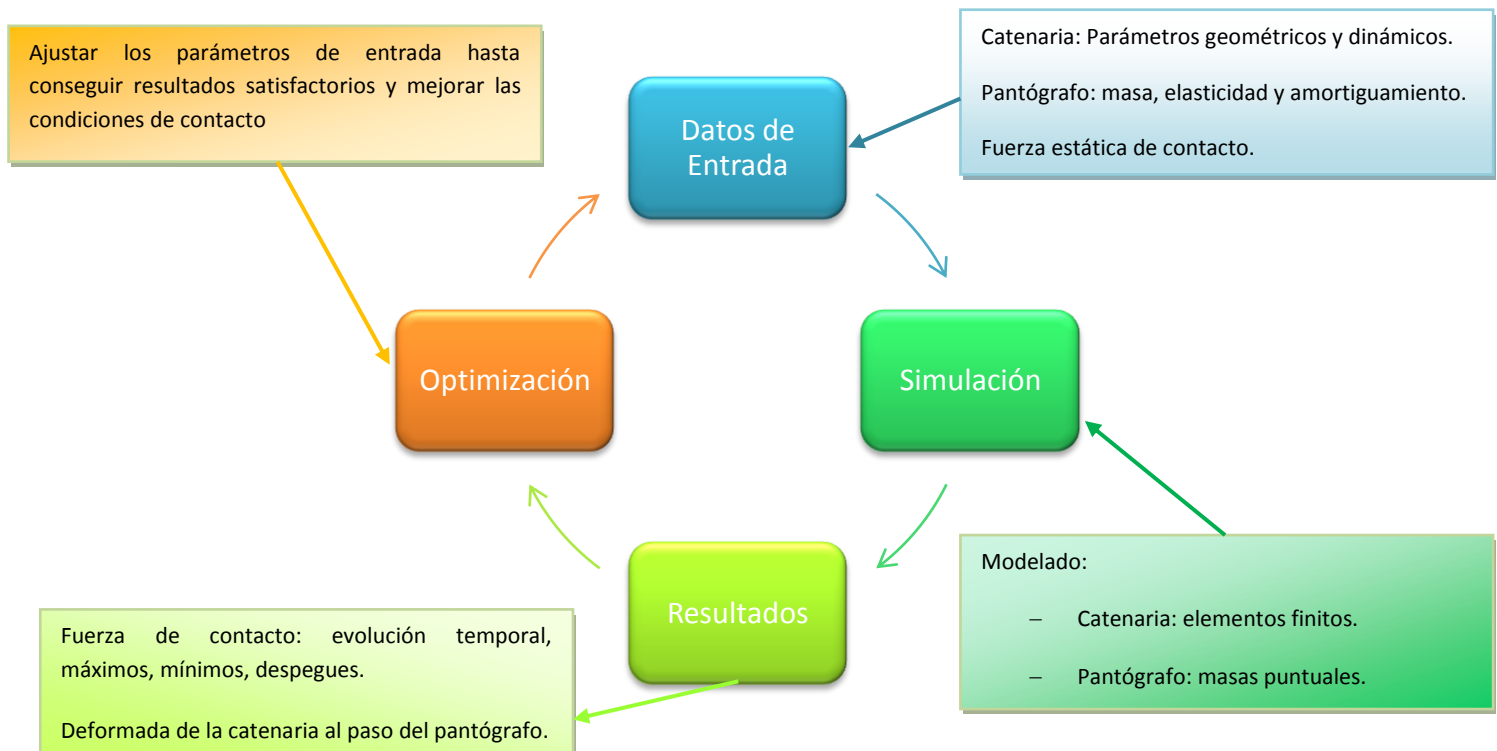 Ajustar los parámetros de entrada hasta
conseguir resultados satisfactorios y mejorar las
condiciones de contacto
Datos de
Entrada
Catenaria: Parámetros geométricos y dinámicos.
Pantógrafo: masa, elasticidad y amortiguamiento.
Fuerza estática de contacto.
Optimización
Simulación
Resultados
Modelado:
– Catenaria: elementos finitos.
– Pantógrafo: masas puntuales.
Fuerza de contacto: evolución temporal,
máximos, mínimos, despegues.
Deformada de la catenaria al paso del pantógrafo.